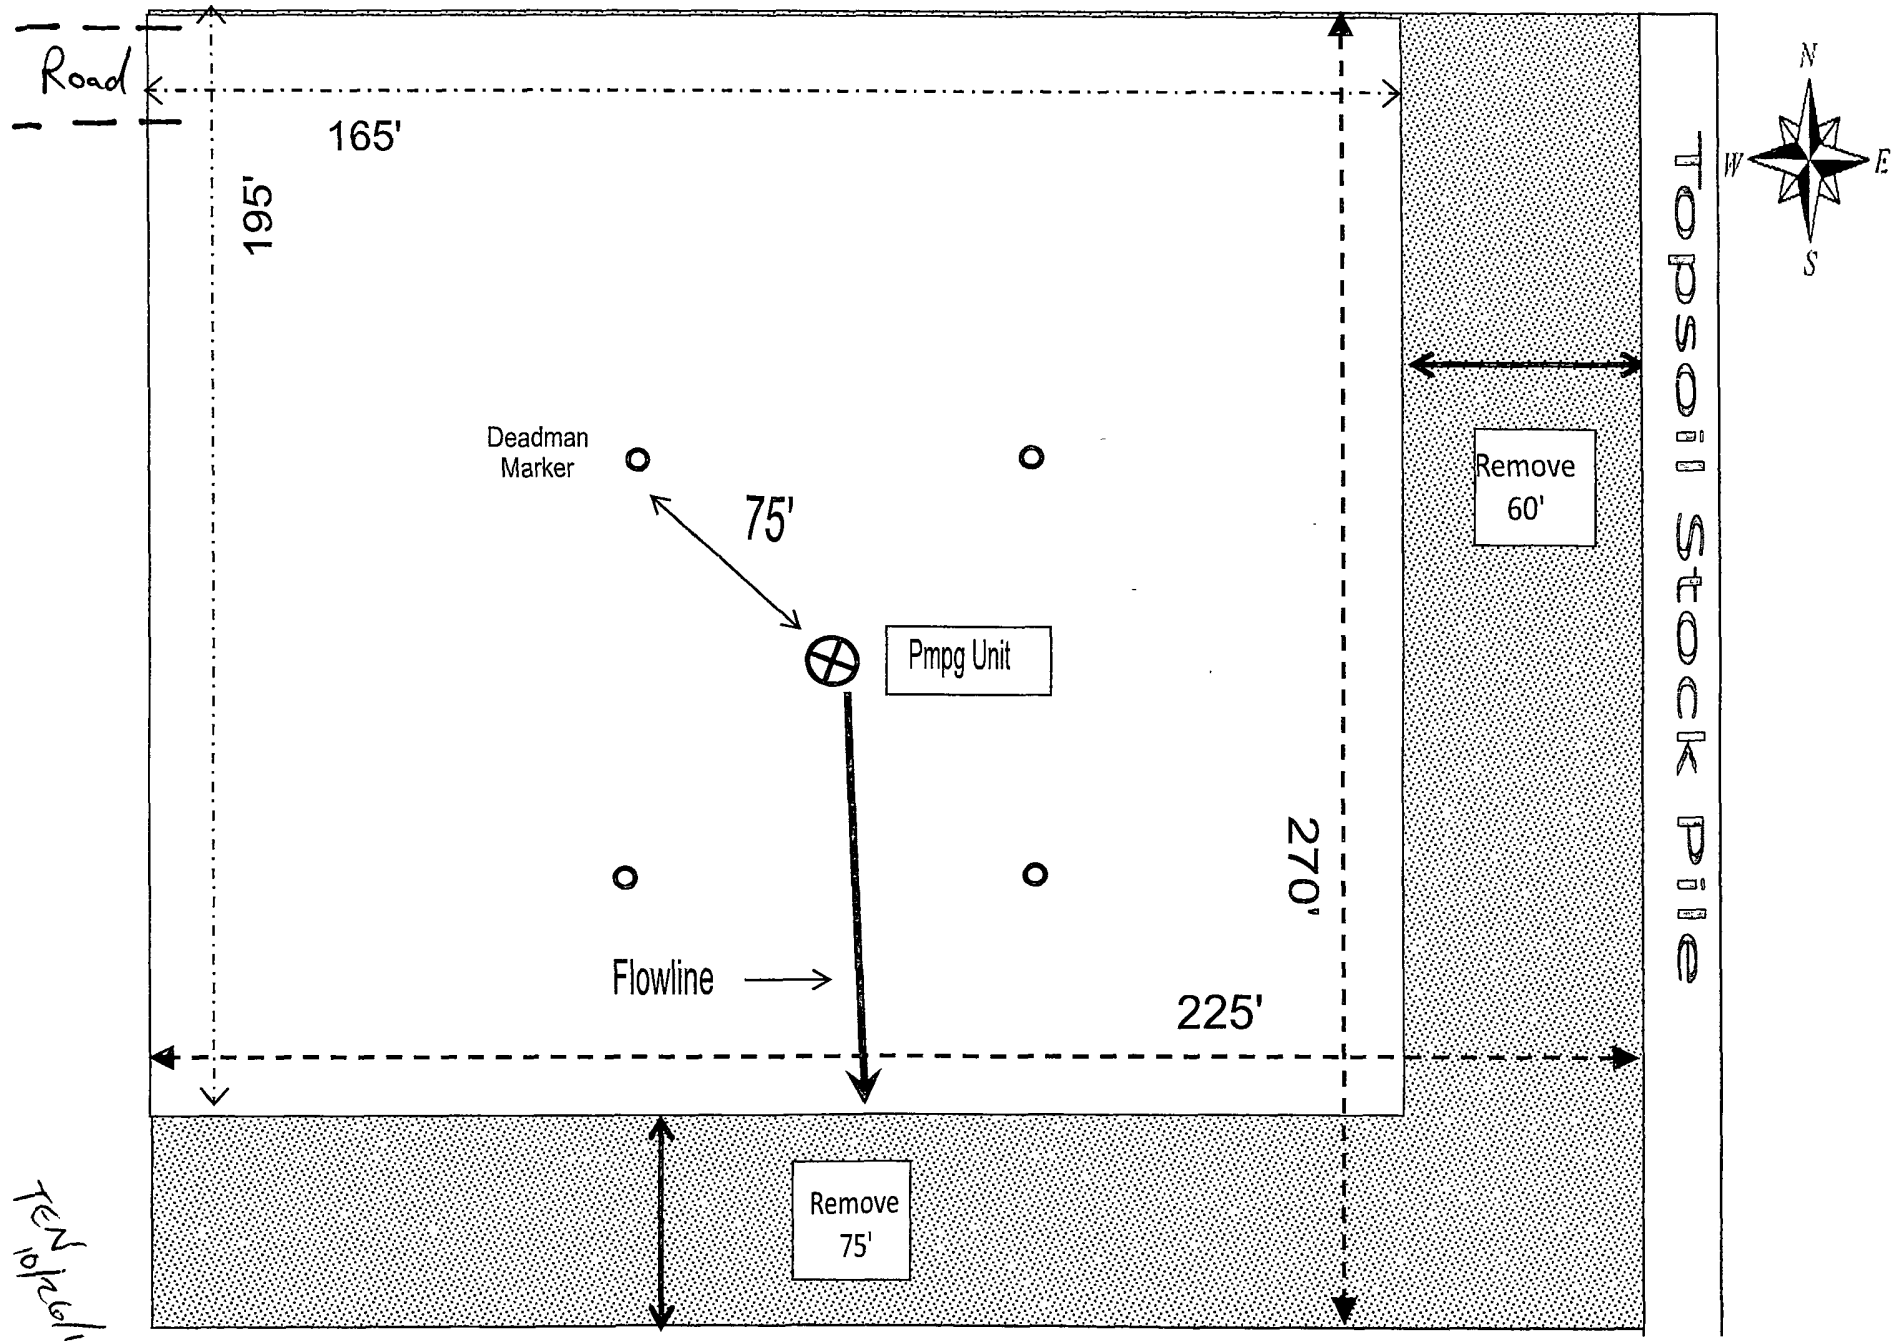 Road
165'
195'
N
W
E
S
Topsoil Stock Pile
Deadman
Marker
75'
Remove
60'
Pmpg Unit
270'
Flowline
225'
Remove
75'
TEN